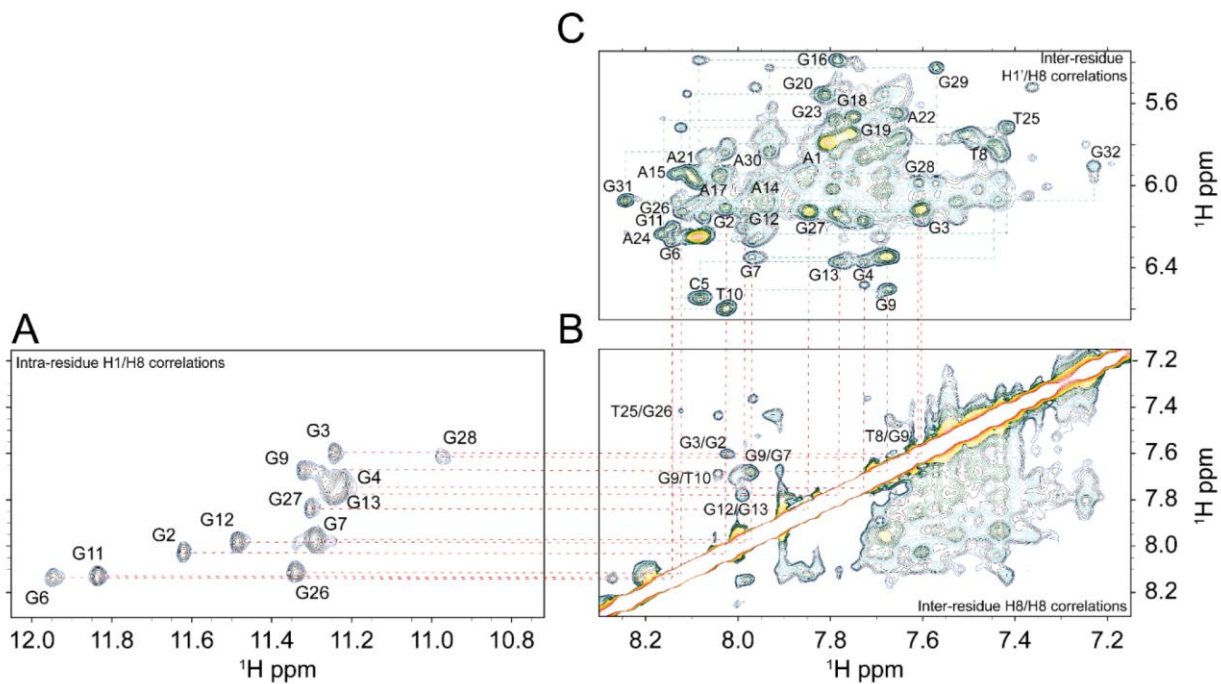 C
Inter-residue
H1'/H8 correlations
G16
G29
G20
G18
G23
A22
T25
G19
T8
A21
A30
A1
G28
G32
A15
A17
A14
G31
G26
G11
G2
G12
G27
G3
A24
G6
G7
G13
G4
C5
T10
G9
5.6
6.0
6.4
¹H ppm
A
Intra-residue H1/H8 correlations
G3
G28
G9
G4
G27
G13
G12
G7
G2
G11
G6
G26
12.0
11.8
11.6
11.4
11.2
11.0
10.8
¹H ppm
B
T25/G26
G3/G2
T8/G9
G9/G7
G9/T10
G12/G13
Inter-residue H8/H8 correlations
7.2
7.4
7.6
7.8
8.0
8.2
¹H ppm
8.2
8.0
7.8
7.6
7.4
7.2
¹H ppm